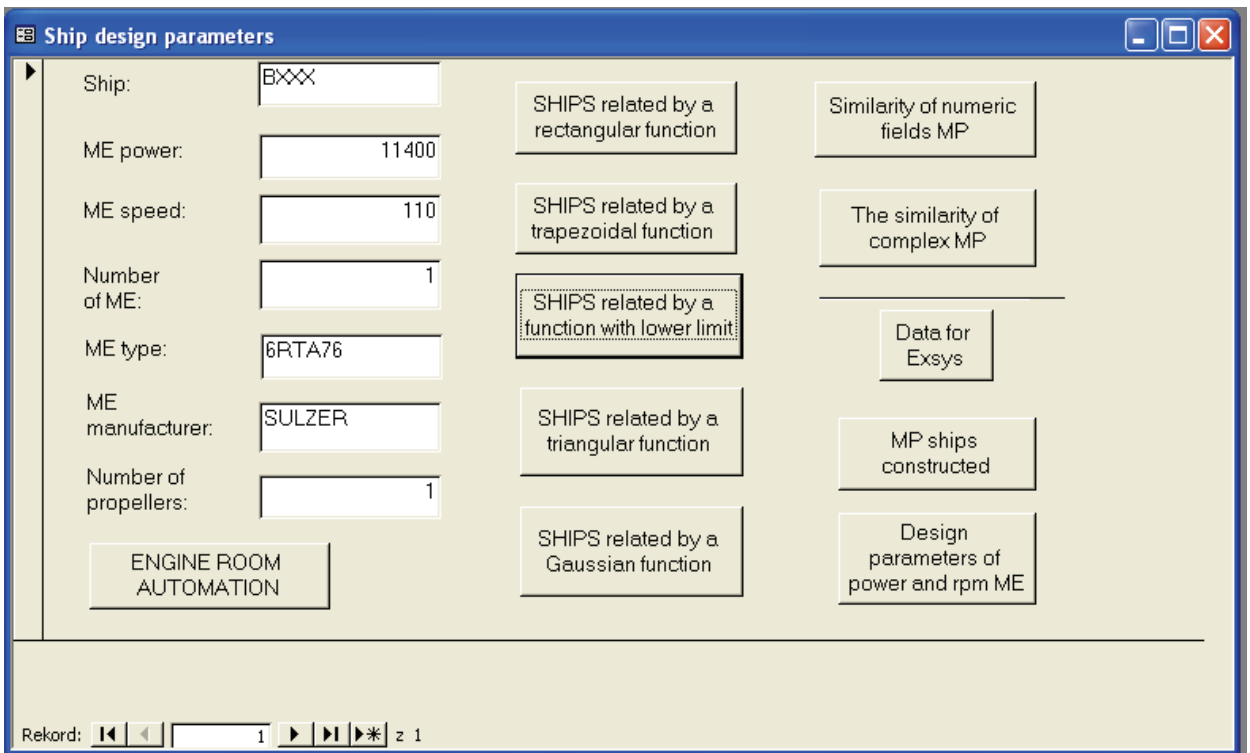 Ship design parameters
Ship:
BXXX
ME power:
11400
ME speed:
110
Number
of ME:
1
ME type:
6RTA76
ME
manufacturer:
SULZER
Number of
propellers:
1
ENGINE ROOM
AUTOMATION
SHIPS related by a
rectangular function
SHIPS related by a
trapezoidal function
SHIPS related by a
function with lower limit
SHIPS related by a
triangular function
SHIPS related by a
Gaussian function
Similarity of numeric
fields MP
The similarity of
complex MP
Data for
Exsys
MP ships
constructed
Design
parameters of
power and rpm ME
Rekord: 1 z 1